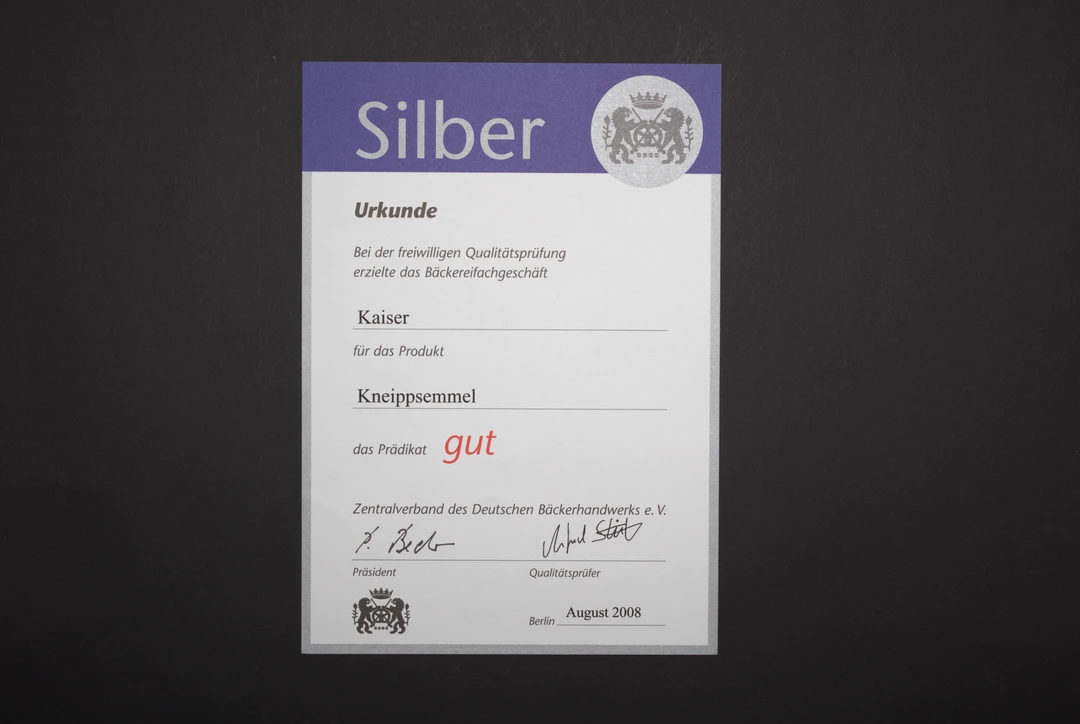 Silber
Urkunde
Bei der freiwilligen Qualitätsprüfung
erzielte das Bäckereifachgeschäft
Kaiser
für das Produkt
Kneippsemmel
das Prädikat gut
Zentralverband des Deutschen Bäckerhandwerks e. V.
Präsident Qualitätsprüfer
Berlin August 2008